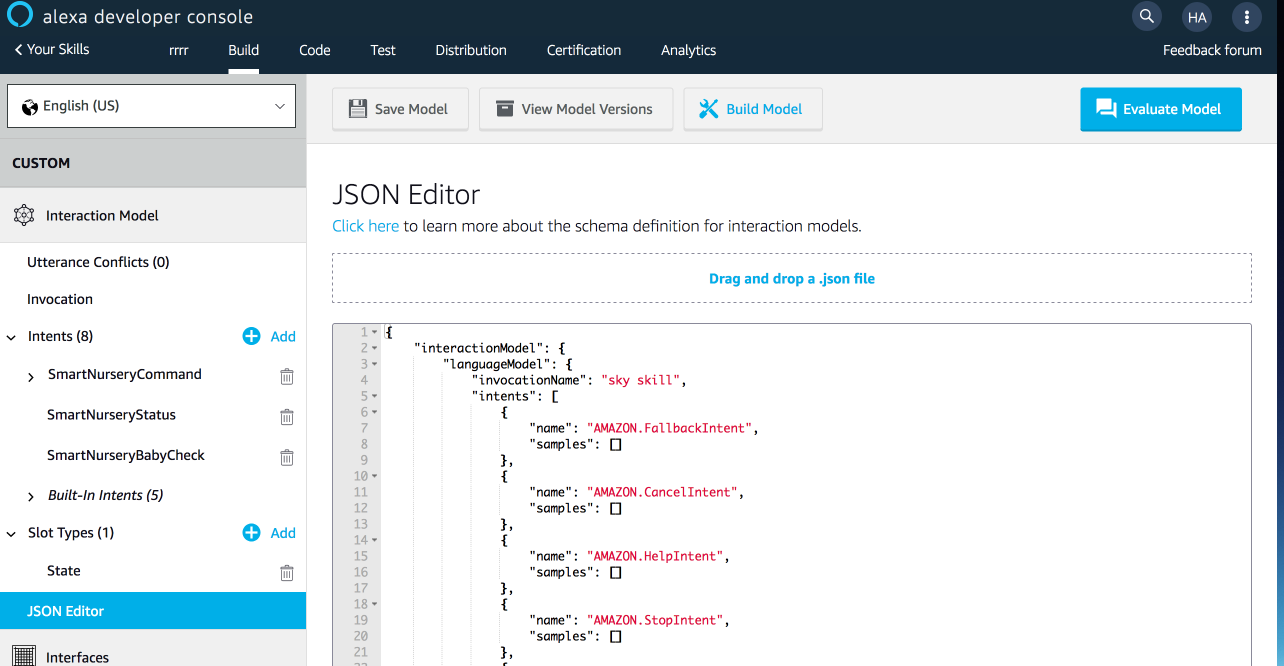 alexa developer console
HA
Your Skills
rrrr
Build
Code
Test
Distribution
Certification
Analytics
Feedback forum
English (US)
Save Model
View Model Versions
Build Model
Evaluate Model
CUSTOM
Interaction Model
Utterance Conflicts (0)
Invocation
Intents (8)
Add
SmartNurseryCommand
SmartNurseryStatus
SmartNurseryBabyCheck
Built-In Intents (5)
Slot Types (1)
Add
State
JSON Editor
Interfaces
JSON Editor
Click here to learn more about the schema definition for interaction models.
Drag and drop a .json file
1 {
2 "interactionModel": {
3 "languageModel": {
4 "invocationName": "sky skill",
5 "intents": [
6 {
7 "name": "AMAZON.FallbackIntent",
8 "samples": []
9 },
10 {
11 "name": "AMAZON.CancelIntent",
12 "samples": []
13 },
14 {
15 "name": "AMAZON.HelpIntent",
16 "samples": []
17 },
18 {
19 "name": "AMAZON.StopIntent",
20 "samples": []
21 },